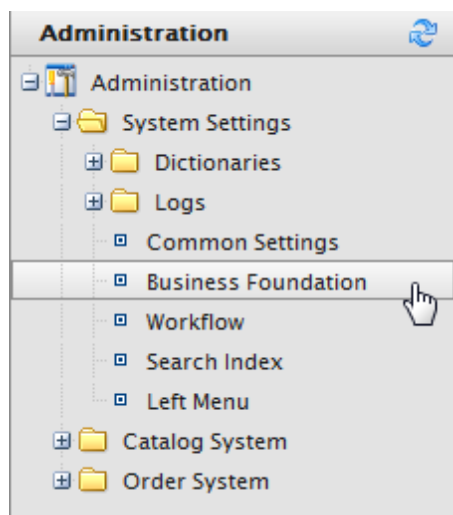 Administration
Administration
System Settings
Dictionaries
Logs
Common Settings
Business Foundation
Workflow
Search Index
Left Menu
Catalog System
Order System